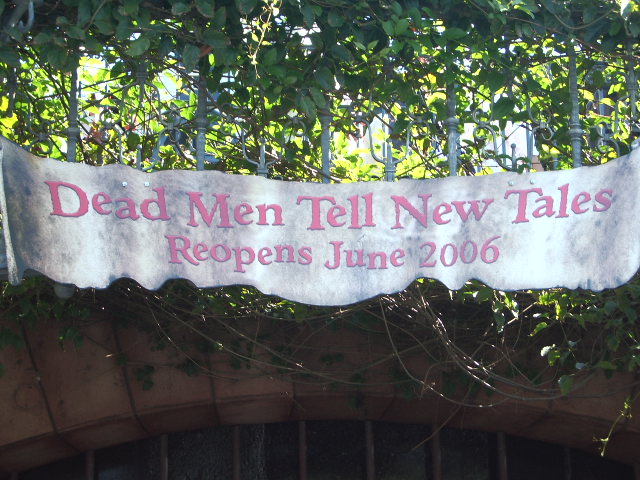 Dead Men Tell New Tales
Reopens June 2006